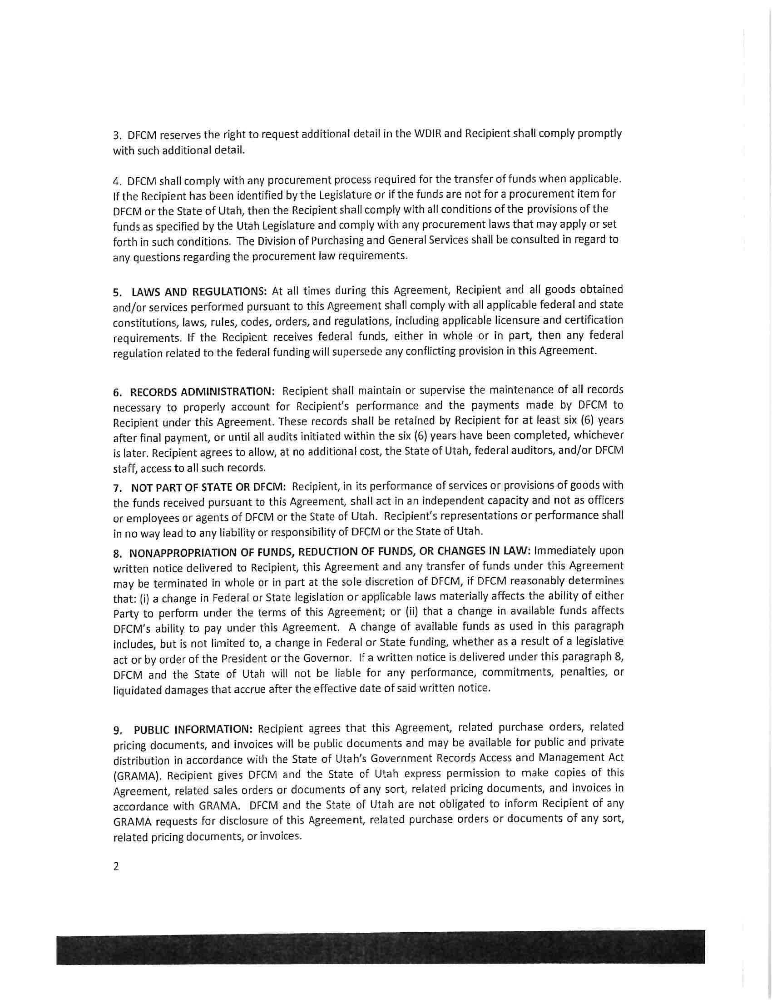 3. DFCM reserves the right to request additional detail in the WDIR and Recipient shall comply promptly
with such additional detail.
4. DFCM shall comply with any procurement process required for the transfer of funds when applicable.
If the Recipient has been identified by the Legislature or if the funds are not for a procurement item for
DFCM or the State of Utah, then the Recipient shall comply with all conditions of the provisions of the
funds as specified by the Utah Legislature and comply with any procurement laws that may apply or set
forth in such conditions. The Division of Purchasing and General Services shall be consulted in regard to
any questions regarding the procurement law requirements.
5. LAWS AND REGULATIONS: At all times during this Agreement, Recipient and all goods obtained
and/or services performed pursuant to this Agreement shall comply with all applicable federal and state
constitutions, laws, rules, codes, orders, and regulations, including applicable licensure and certification
requirements. If the Recipient receives federal funds, either in whole or in part, then any federal
regulation related to the federal funding will supersede any conflicting provision in this Agreement.
6. RECORDS ADMINISTRATION: Recipient shall maintain or supervise the maintenance of all records
necessary to properly account for Recipient's performance and the payments made by DFCM to
Recipient under this Agreement. These records shall be retained by Recipient for at least six (6) years
after final payment, or until all audits initiated within the six (6) years have been completed, whichever
is later. Recipient agrees to allow, at no additional cost, the State of Utah, federal auditors, and/or DFCM
staff, access to all such records.
7. NOT PART OF STATE OR DFCM: Recipient, in its performance of services or provisions of goods with
the funds received pursuant to this Agreement, shall act in an independent capacity and not as officers
or employees or agents of DFCM or the State of Utah. Recipient's representations or performance shall
in no way lead to any liability or responsibility of DFCM or the State of Utah.
8. NONAPPROPRIATION OF FUNDS, REDUCTION OF FUNDS, OR CHANGES IN LAW: Immediately upon
written notice delivered to Recipient, this Agreement and any transfer of funds under this Agreement
may be terminated in whole or in part at the sole discretion of DFCM, if DFCM reasonably determines
that: (i) a change in Federal or State legislation or applicable laws materially affects the ability of either
Party to perform under the terms of this Agreement; or (ii) that a change in available funds affects
DFCM's ability to pay under this Agreement. A change of available funds as used in this paragraph
includes, but is not limited to, a change in Federal or State funding, whether as a result of a legislative
act or by order of the President or the Governor. If a written notice is delivered under this paragraph 8,
DFCM and the State of Utah will not be liable for any performance, commitments, penalties, or
liquidated damages that accrue after the effective date of said written notice.
9. PUBLIC INFORMATION: Recipient agrees that this Agreement, related purchase orders, related
pricing documents, and invoices will be public documents and may be available for public and private
distribution in accordance with the State of Utah's Government Records Access and Management Act
(GRAMA). Recipient gives DFCM and the State of Utah express permission to make copies of this
Agreement, related sales orders or documents of any sort, related pricing documents, and invoices in
accordance with GRAMA. DFCM and the State of Utah are not obligated to inform Recipient of any
GRAMA requests for disclosure of this Agreement, related purchase orders or documents of any sort,
related pricing documents, or invoices.
2